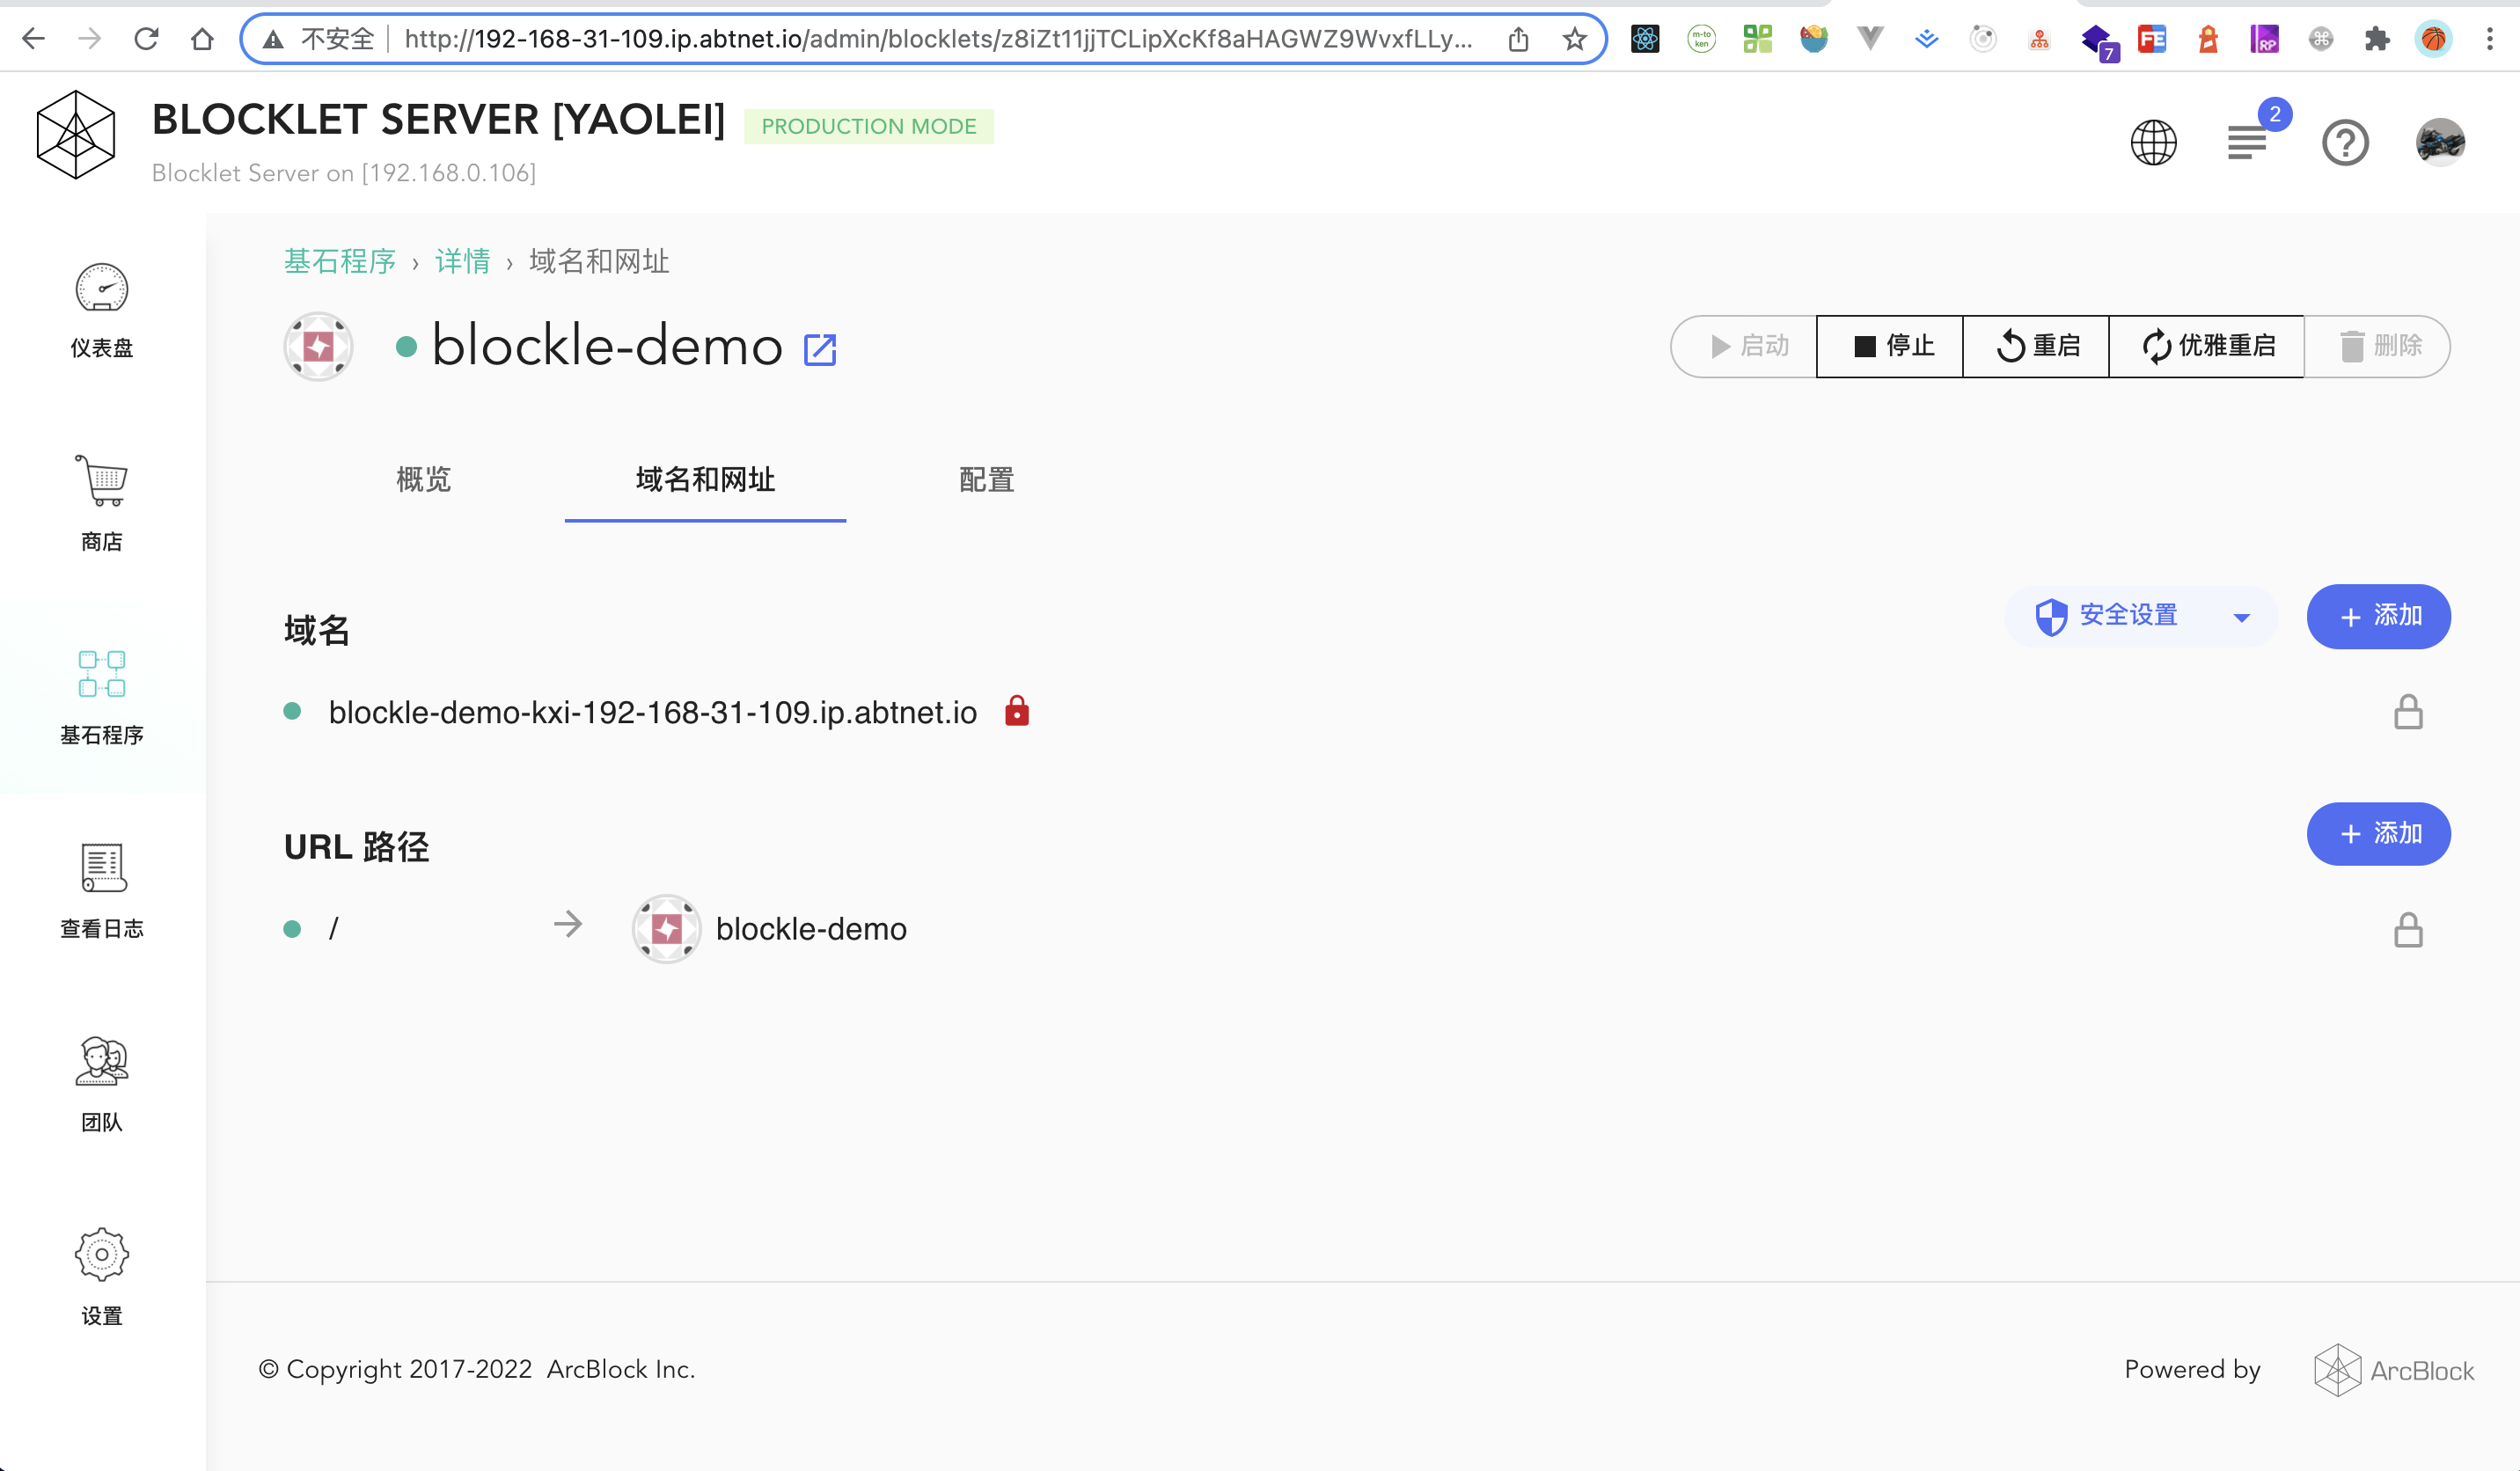 不安全 http://192-168-31-109.ip.abtnet.io/admin/blocklets/z8iZt11jjTCLipXcKf8aHAGWZ9WvxfLLy...
m-to
ken
FE
RP
7
BLOCKLET SERVER [YAOLEI] PRODUCTION MODE
Blocklet Server on [192.168.0.106]
2
仪表盘
商店
基石程序
查看日志
团队
设置
基石程序 › 详情 › 域名和网址
blockle-demo
启动 停止 重启 优雅重启 删除
概览 域名和网址 配置
域名 安全设置 + 添加
blockle-demo-kxi-192-168-31-109.ip.abtnet.io
URL 路径 + 添加
/ → blockle-demo
© Copyright 2017-2022 ArcBlock Inc. Powered by ArcBlock